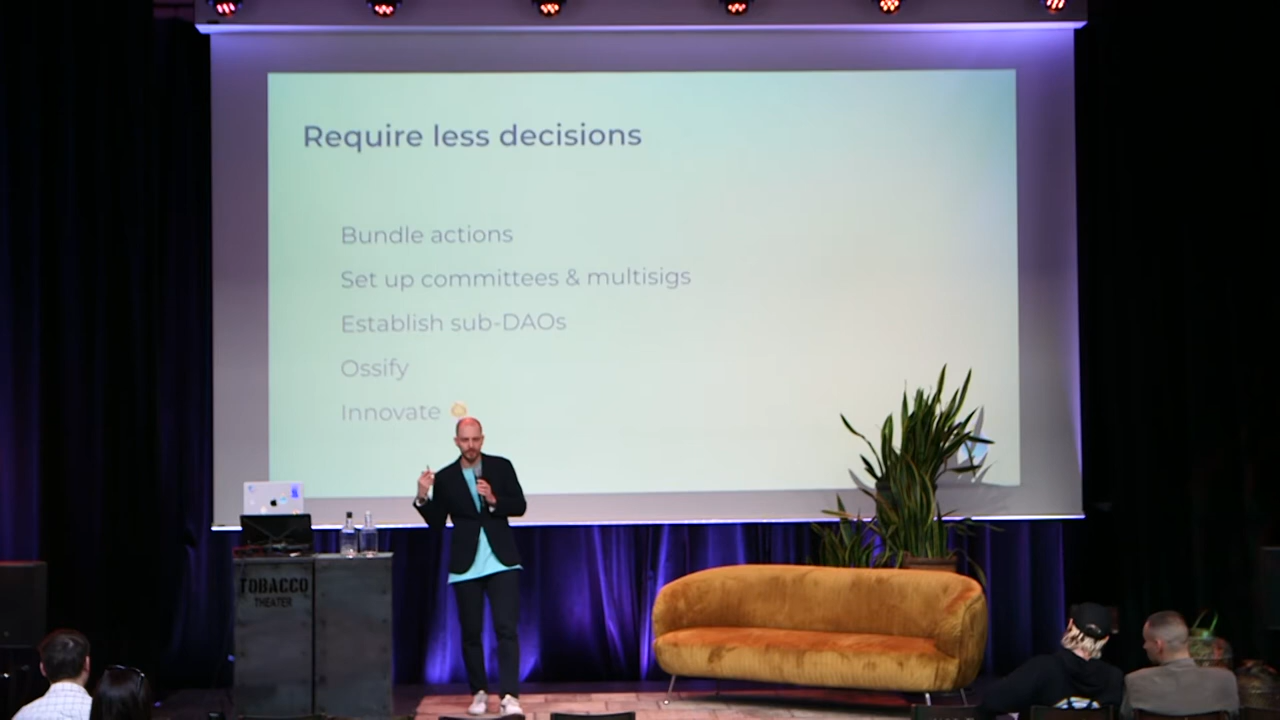 Require less decisions
Bundle actions
Set up committees & multisigs
Establish sub-DAOs
Ossify
Innovate
TOBACCO
THEATER